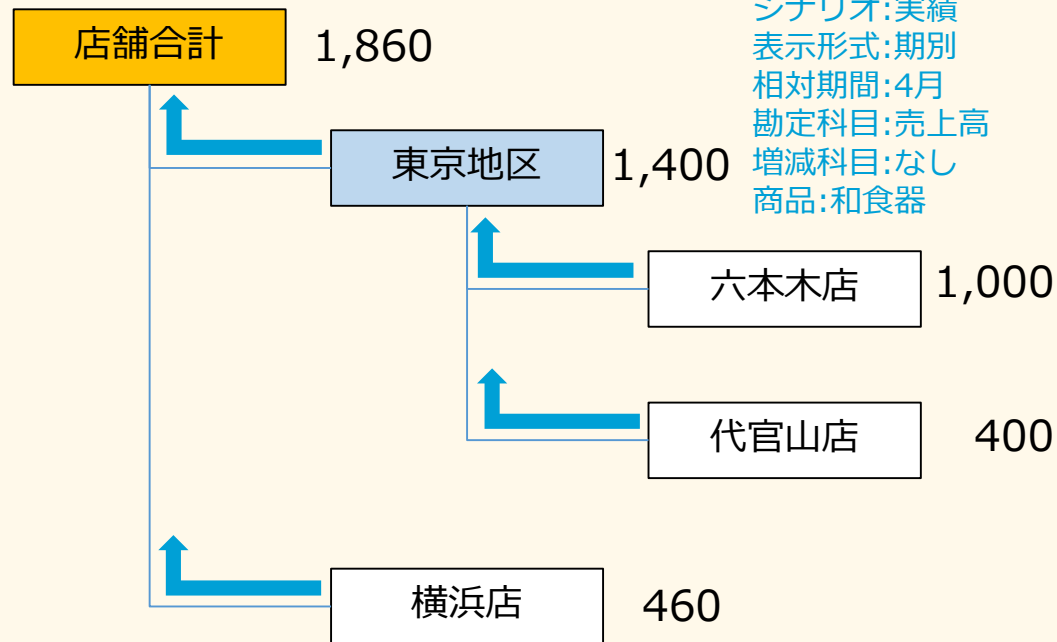 シナリオ:実績
店舗合計 1,860
表示形式:期別
相対期間:4月
勘定科目:売上高
東京地区 1,400
増減科目:なし
商品:和食器
六本木店 1,000
代官山店 400
横浜店 460